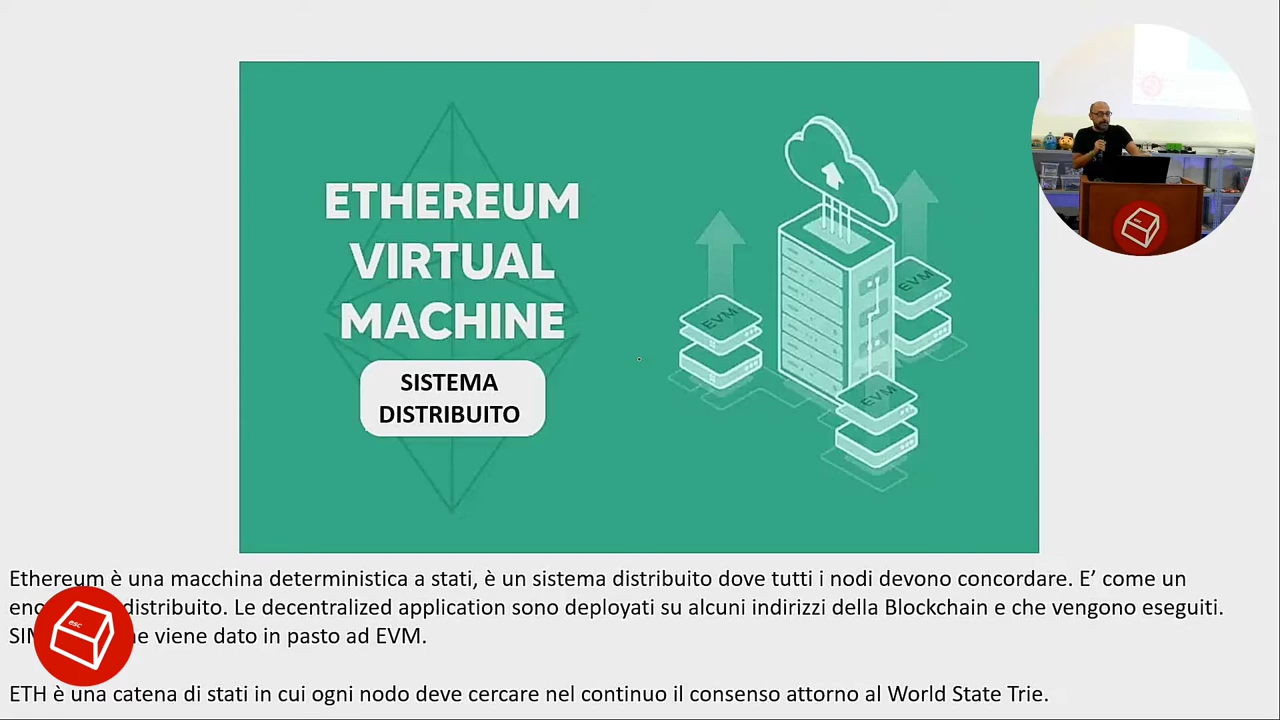 ETHEREUM
VIRTUAL
MACHINE
SISTEMA
DISTRIBUITO
EVM
EVM
EVM
Ethereum è una macchina deterministica a stati, è un sistema distribuito dove tutti i nodi devono concordare. E' come un
distribuito. Le decentralized application sono deployati su alcuni indirizzi della Blockchain e che vengono eseguiti.
viene dato in pasto ad EVM.
esc
ETH è una catena di stati in cui ogni nodo deve cercare nel continuo il consenso attorno al World State Trie.